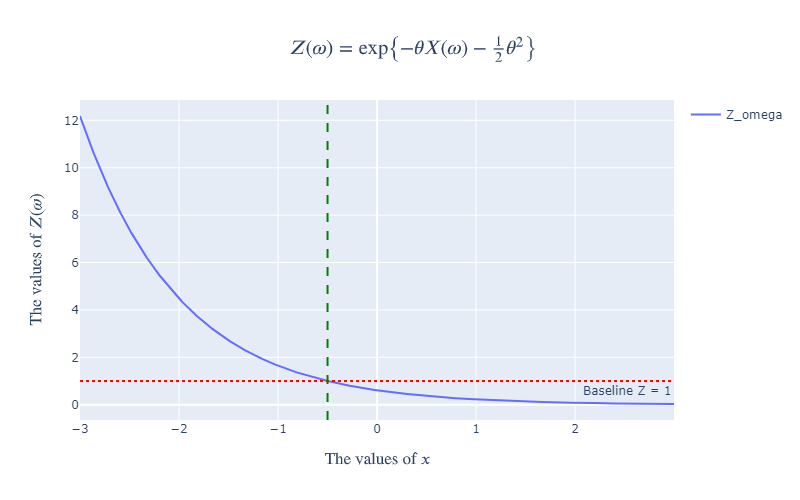 Z(ω) = exp{−θX(ω) − ½θ²}
Z_omega
The values of Z(ω)
12
10
8
6
4
2
0
Baseline Z = 1
−3 −2 −1 0 1 2
The values of x